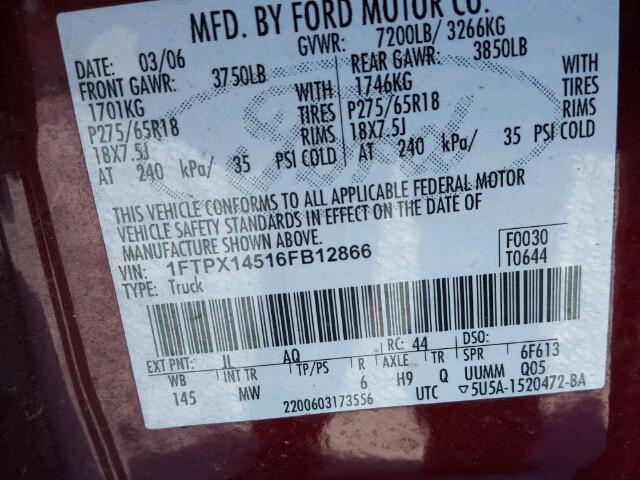 MFD. BY FORD MOTOR CO.
DATE: 03/06 GVWR: 7200LB/ 3266KG
FRONT GAWR: 3750LB REAR GAWR: 3850LB
1701KG WITH 1746KG WITH
P275/65R18 TIRES P275/65R18 TIRES
18X7.5J RIMS 18X7.5J RIMS
AT 240 kPa/ 35 PSI COLD AT 240 kPa/ 35 PSI COLD
THIS VEHICLE CONFORMS TO ALL APPLICABLE FEDERAL MOTOR
VEHICLE SAFETY STANDARDS IN EFFECT ON THE DATE OF
MANUFACTURE SHOWN ABOVE.
VIN: 1FTPX14516FB12866 F0030
TYPE: Truck T0644
EXT PNT: JL AQ RC: 44 DSO:
WB INT TR TP/PS R AXLE TR SPR 6F613
145 MW 6 H9 Q UUMM Q05
2200603173556 UTC ▽5U5A-1520472-BA